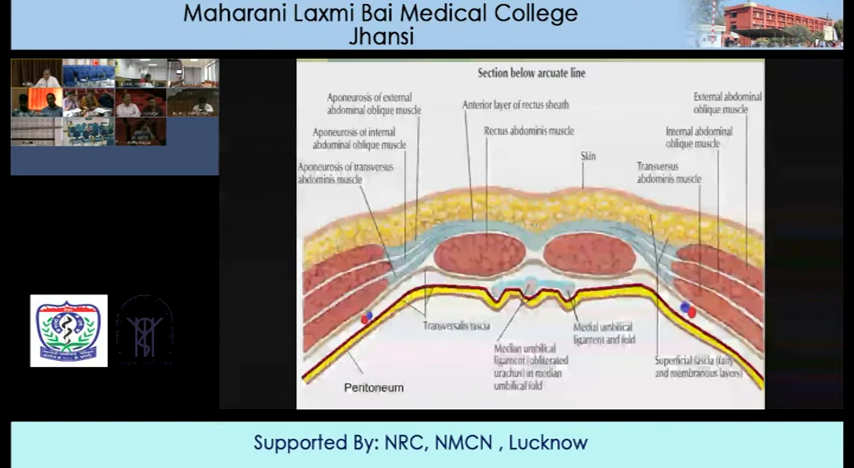 Maharani Laxmi Bai Medical College
Jhansi
Section below arcuate line
Aponeurosis of external
abdominal oblique muscle
Anterior layer of rectus sheath
External abdominal
oblique muscle
Aponeurosis of internal
abdominal oblique muscle
Rectus abdominis muscle
Internal abdominal
oblique muscle
Aponeurosis of transversus
abdominis muscle
Skin
Transversus
abdominis muscle
Transversalis fascia
Medial umbilical
ligament and fold
Median umbilical
ligament (obliterated
urachus) in median
umbilical fold
Superficial fascia (fatty
and membranous layers)
Peritoneum
Supported By: NRC, NMCN , Lucknow